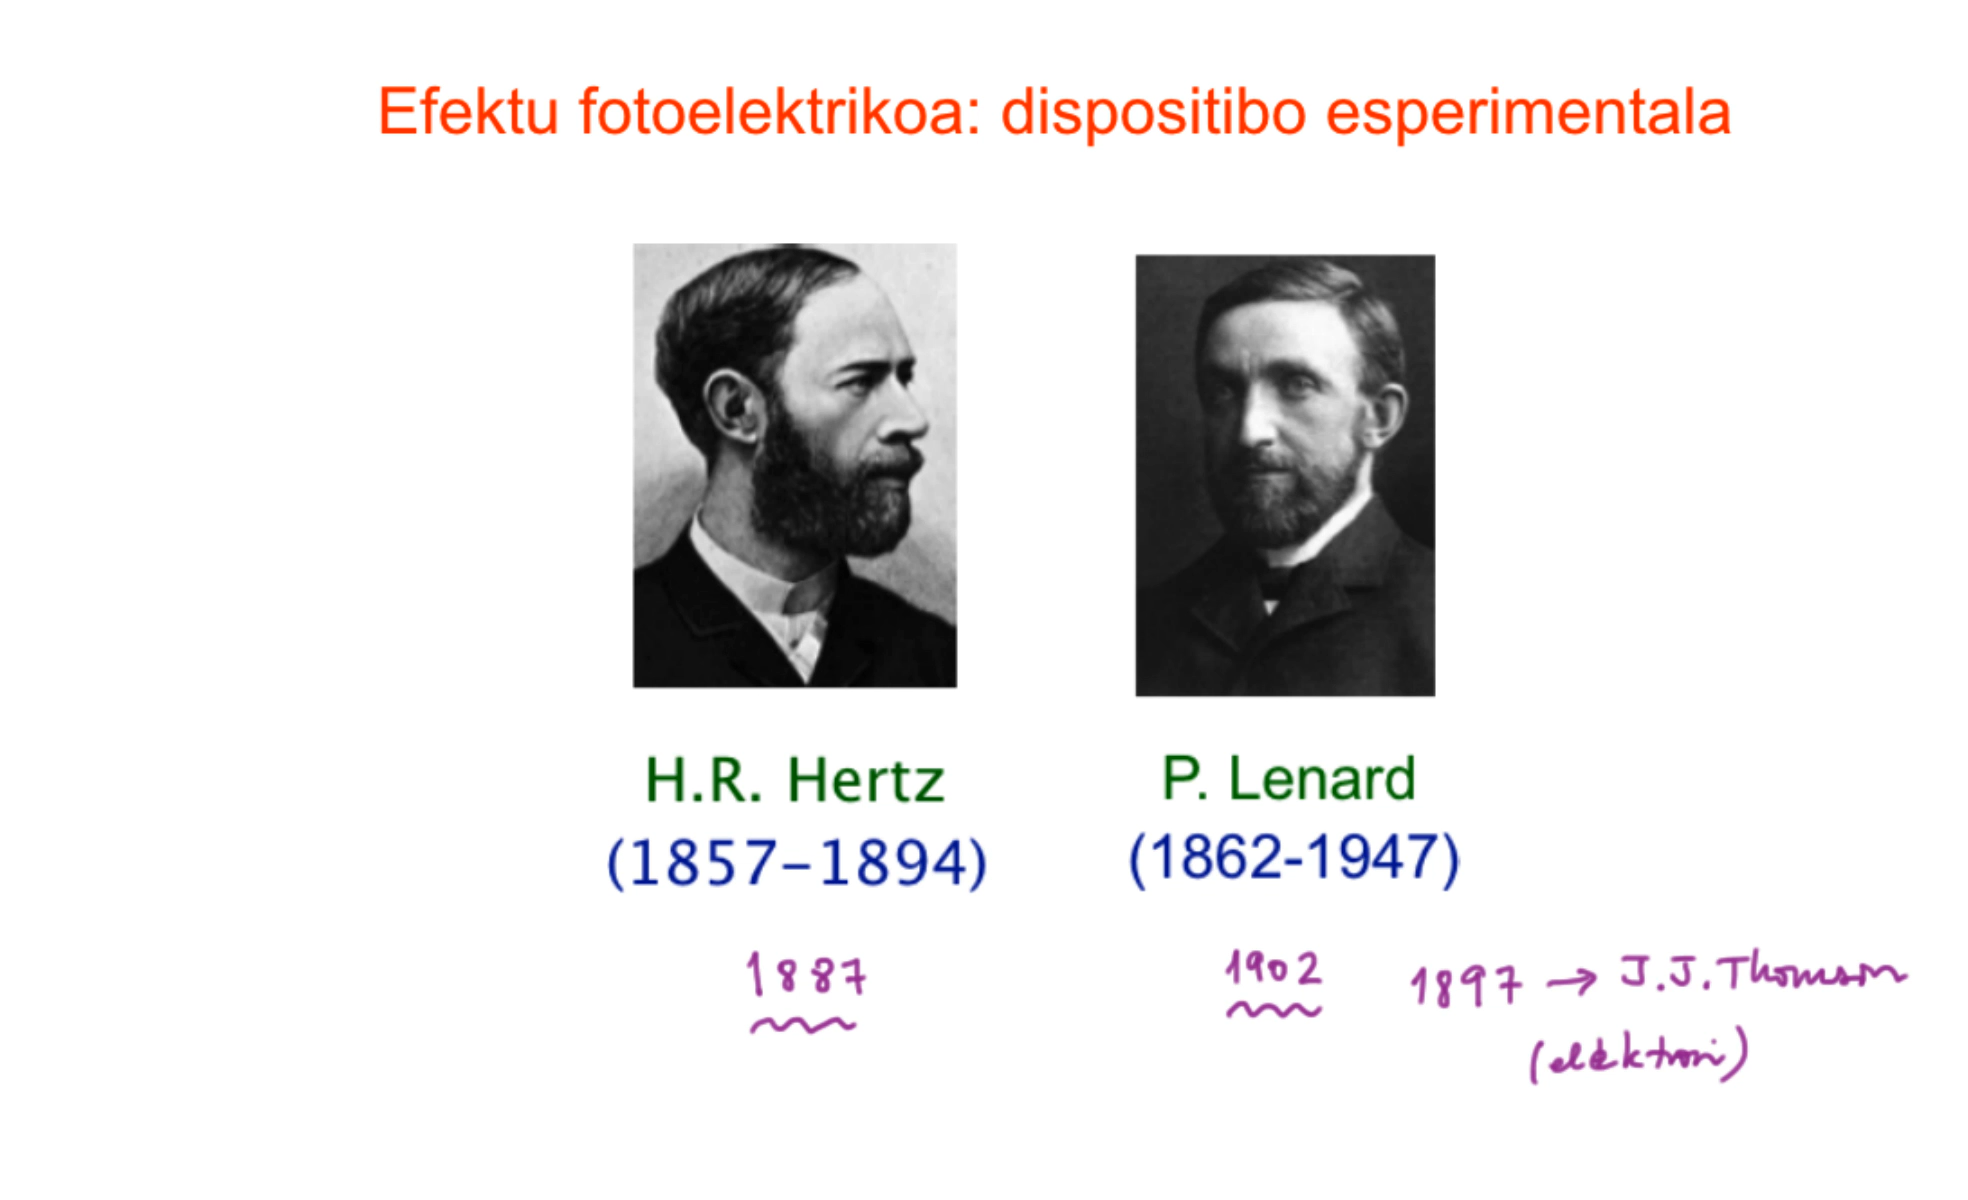 Efektu fotoelektrikoa: dispositibo esperimentala
H.R. Hertz
(1857–1894)
1887
P. Lenard
(1862-1947)
1902
1897 → J.J. Thomson
(elektroi)